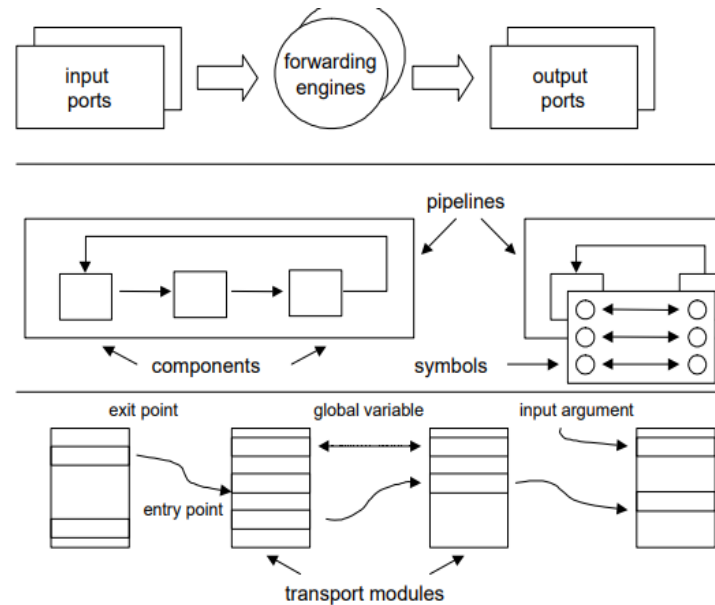 input
ports
forwarding
engines
output
ports
pipelines
components
symbols
exit point
global variable
input argument
entry point
transport modules